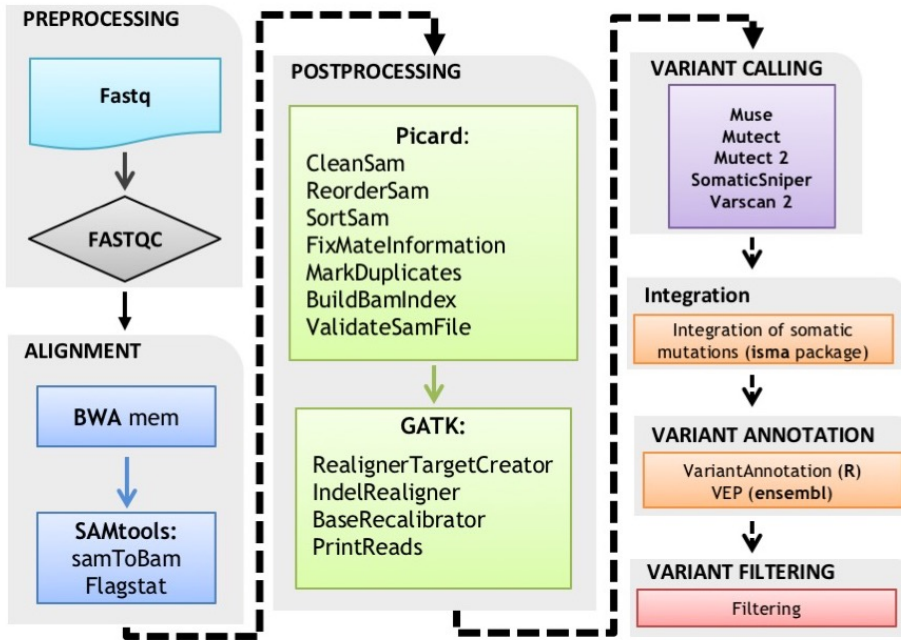 PREPROCESSING
Fastq
FASTQC
ALIGNMENT
BWA mem
SAMtools:
samToBam
Flagstat
POSTPROCESSING
Picard:
CleanSam
ReorderSam
SortSam
FixMateInformation
MarkDuplicates
BuildBamIndex
ValidateSamFile
GATK:
RealignerTargetCreator
IndelRealigner
BaseRecalibrator
PrintReads
VARIANT CALLING
Muse
Mutect
Mutect 2
SomaticSniper
Varscan 2
Integration
Integration of somatic
mutations (isma package)
VARIANT ANNOTATION
VariantAnnotation (R)
VEP (ensembl)
VARIANT FILTERING
Filtering